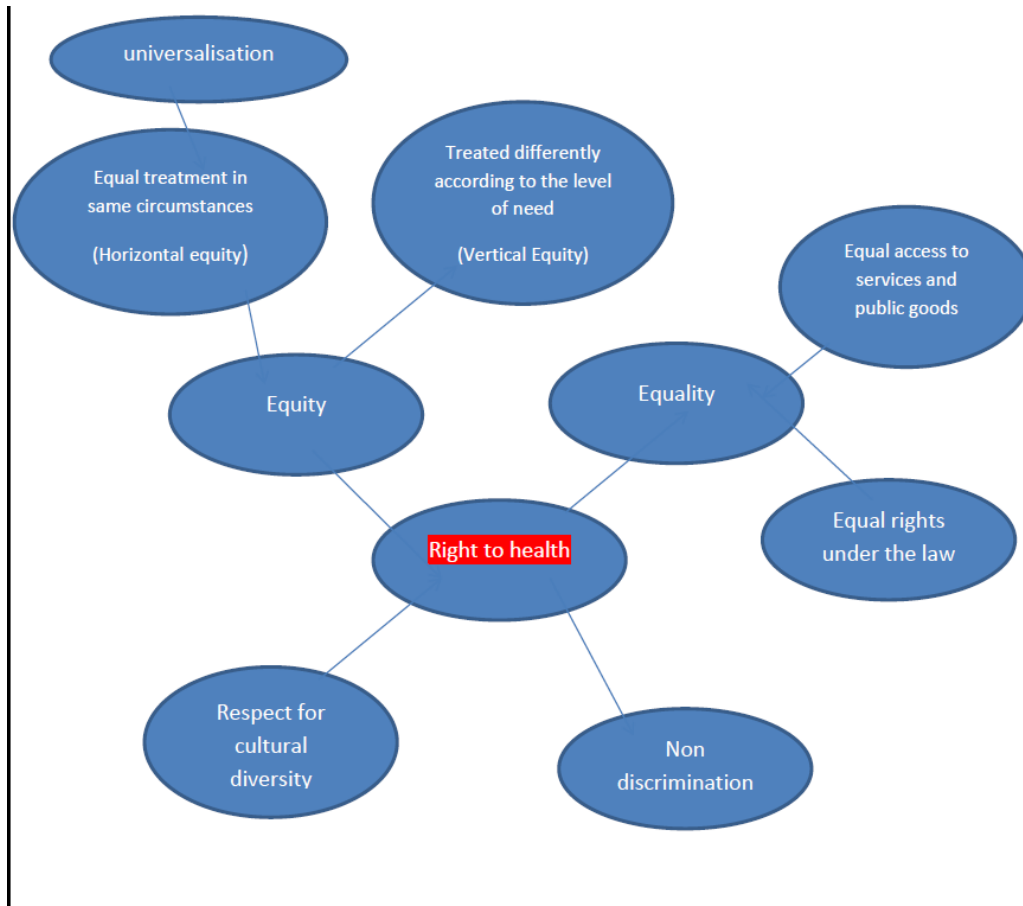 universalisation
Equal treatment in
same circumstances
(Horizontal equity)
Treated differently
according to the level
of need
(Vertical Equity)
Equal access to
services and
public goods
Equity
Equality
Right to health
Equal rights
under the law
Respect for
cultural
diversity
Non
discrimination